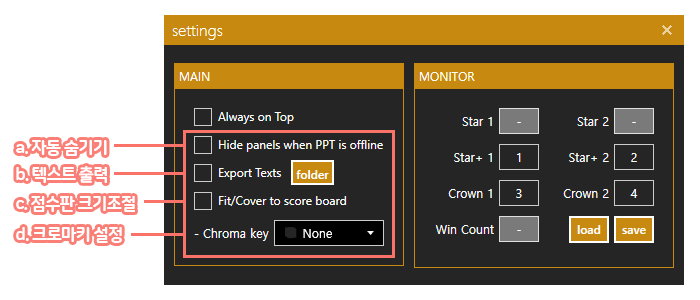 settings
MAIN
Always on Top
a.자동 숨기기
Hide panels when PPT is offline
b.텍스트 출력
Export Texts folder
c.점수판 크기조절
Fit/Cover to score board
d.크로마키 설정
- Chroma key None
MONITOR
Star 1 - Star 2 -
Star+ 1 1 Star+ 2 2
Crown 1 3 Crown 2 4
Win Count - load save